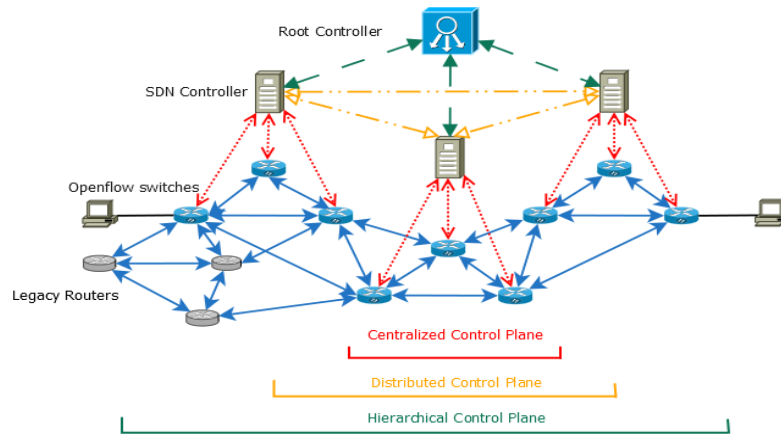 Root Controller
SDN Controller
Openflow switches
Legacy Routers
Centralized Control Plane
Distributed Control Plane
Hierarchical Control Plane